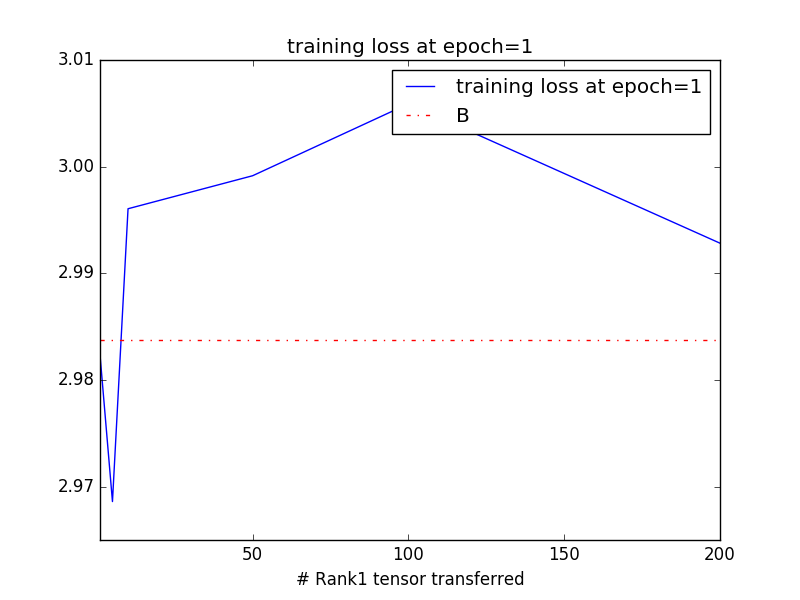 training loss at epoch=1
3.01
3.00
2.99
2.98
2.97
training loss at epoch=1
B
50 100 150 200
# Rank1 tensor transferred